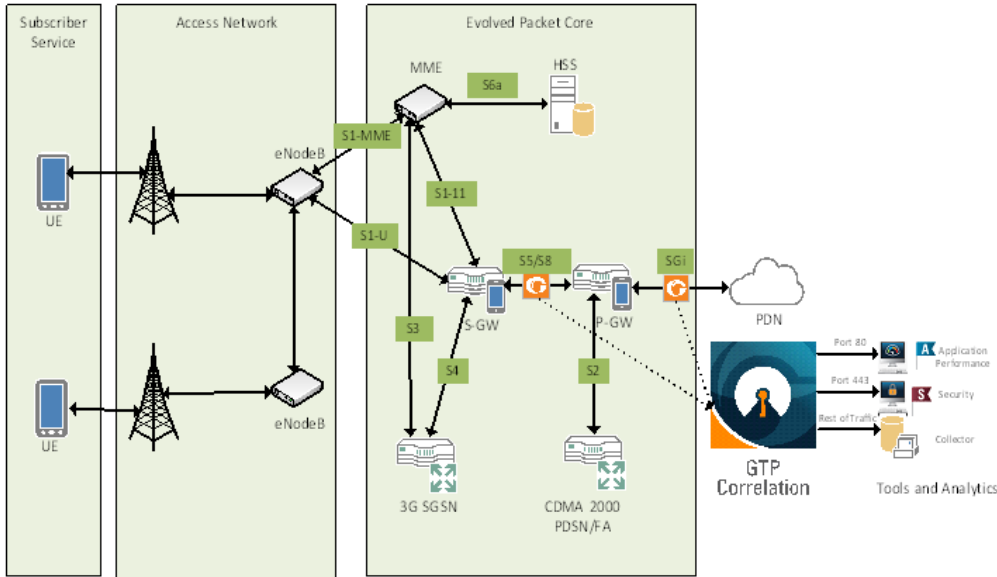 Subscriber
Service
Access Network
Evolved Packet Core
MME
HSS
S6a
S1-MME
eNodeB
S1-11
UE
S1-U
S5/S8
SGi
S-GW
P-GW
PDN
S3
S4
S2
Port 80
A
Application
Performance
Port 443
S
Security
Rest of Traffic
Collector
UE
eNodeB
GTP
Correlation
Tools and Analytics
3G SGSN
CDMA 2000
PDSN/FA